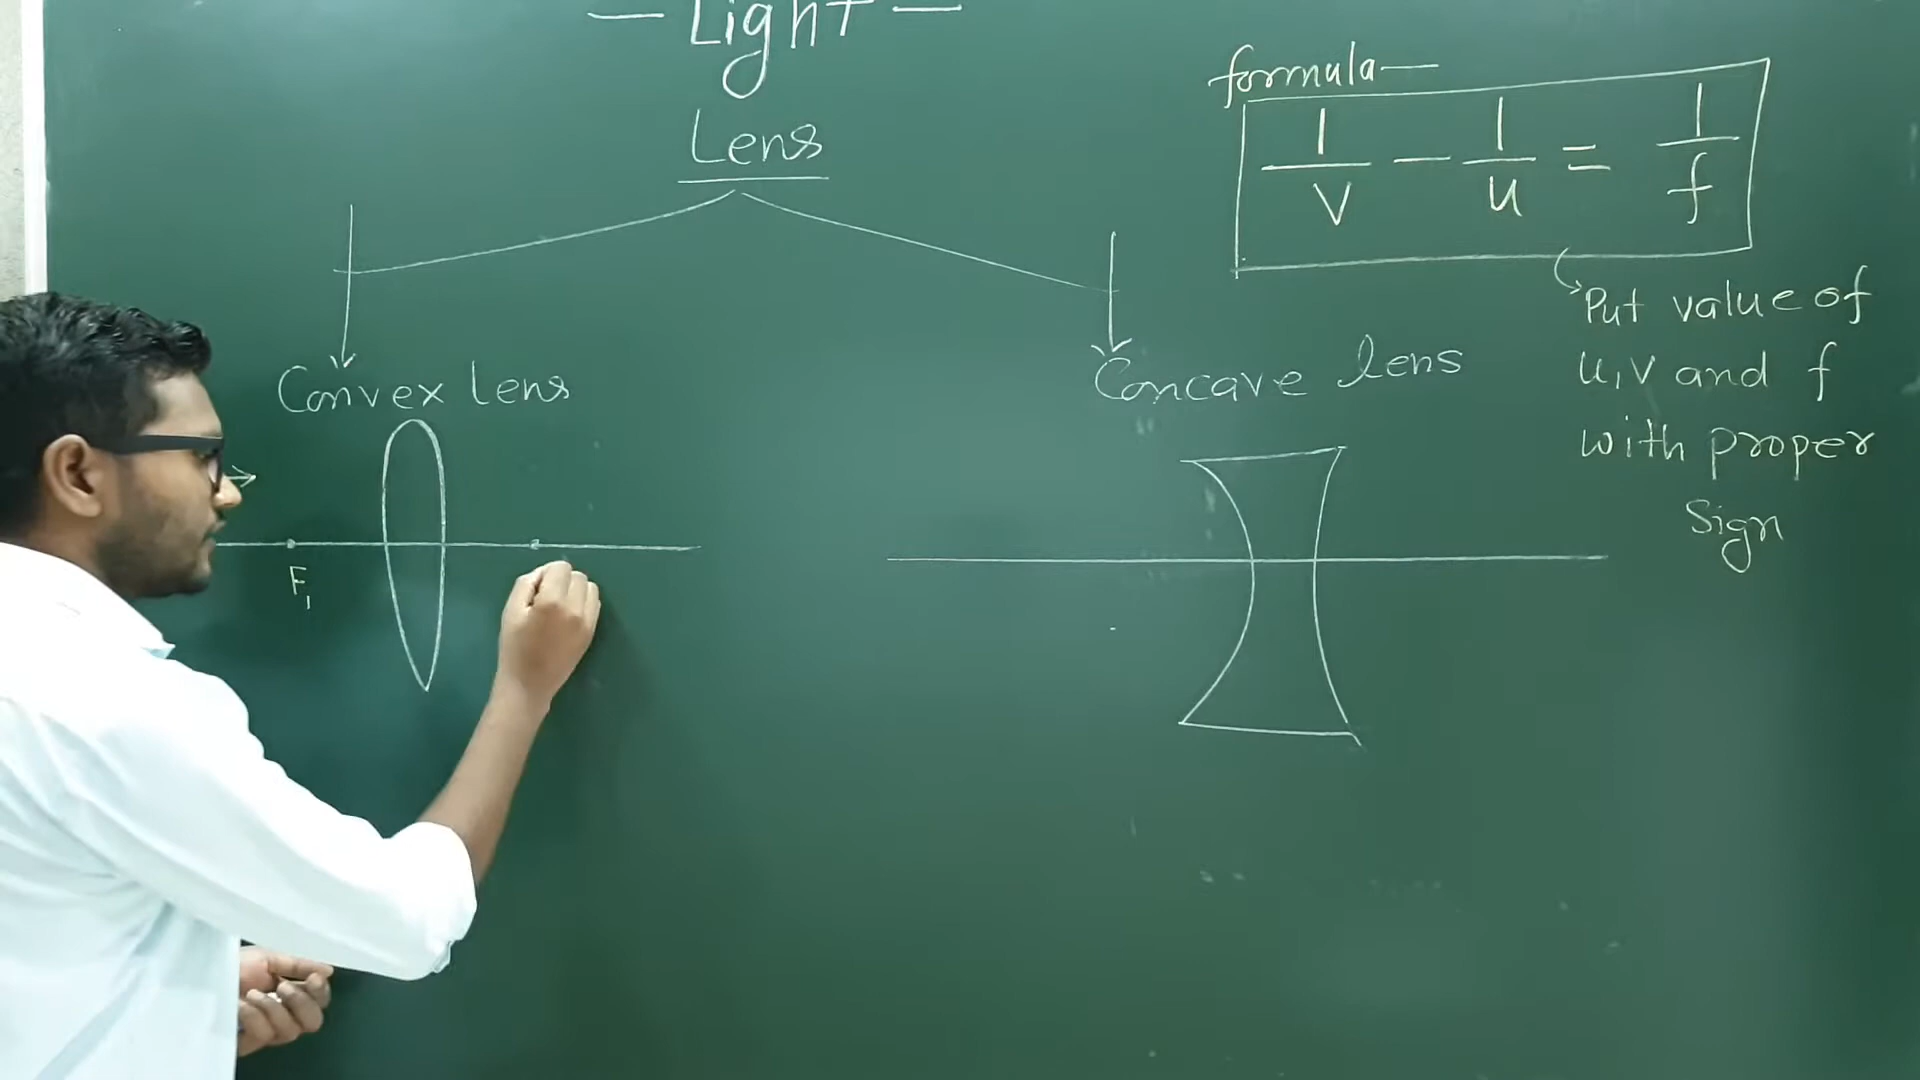 — Light —
Lens
formula—
1/v — 1/u = 1/f
Put value of
u, v and f
with proper
Sign
Convex lens
Concave lens
F₁